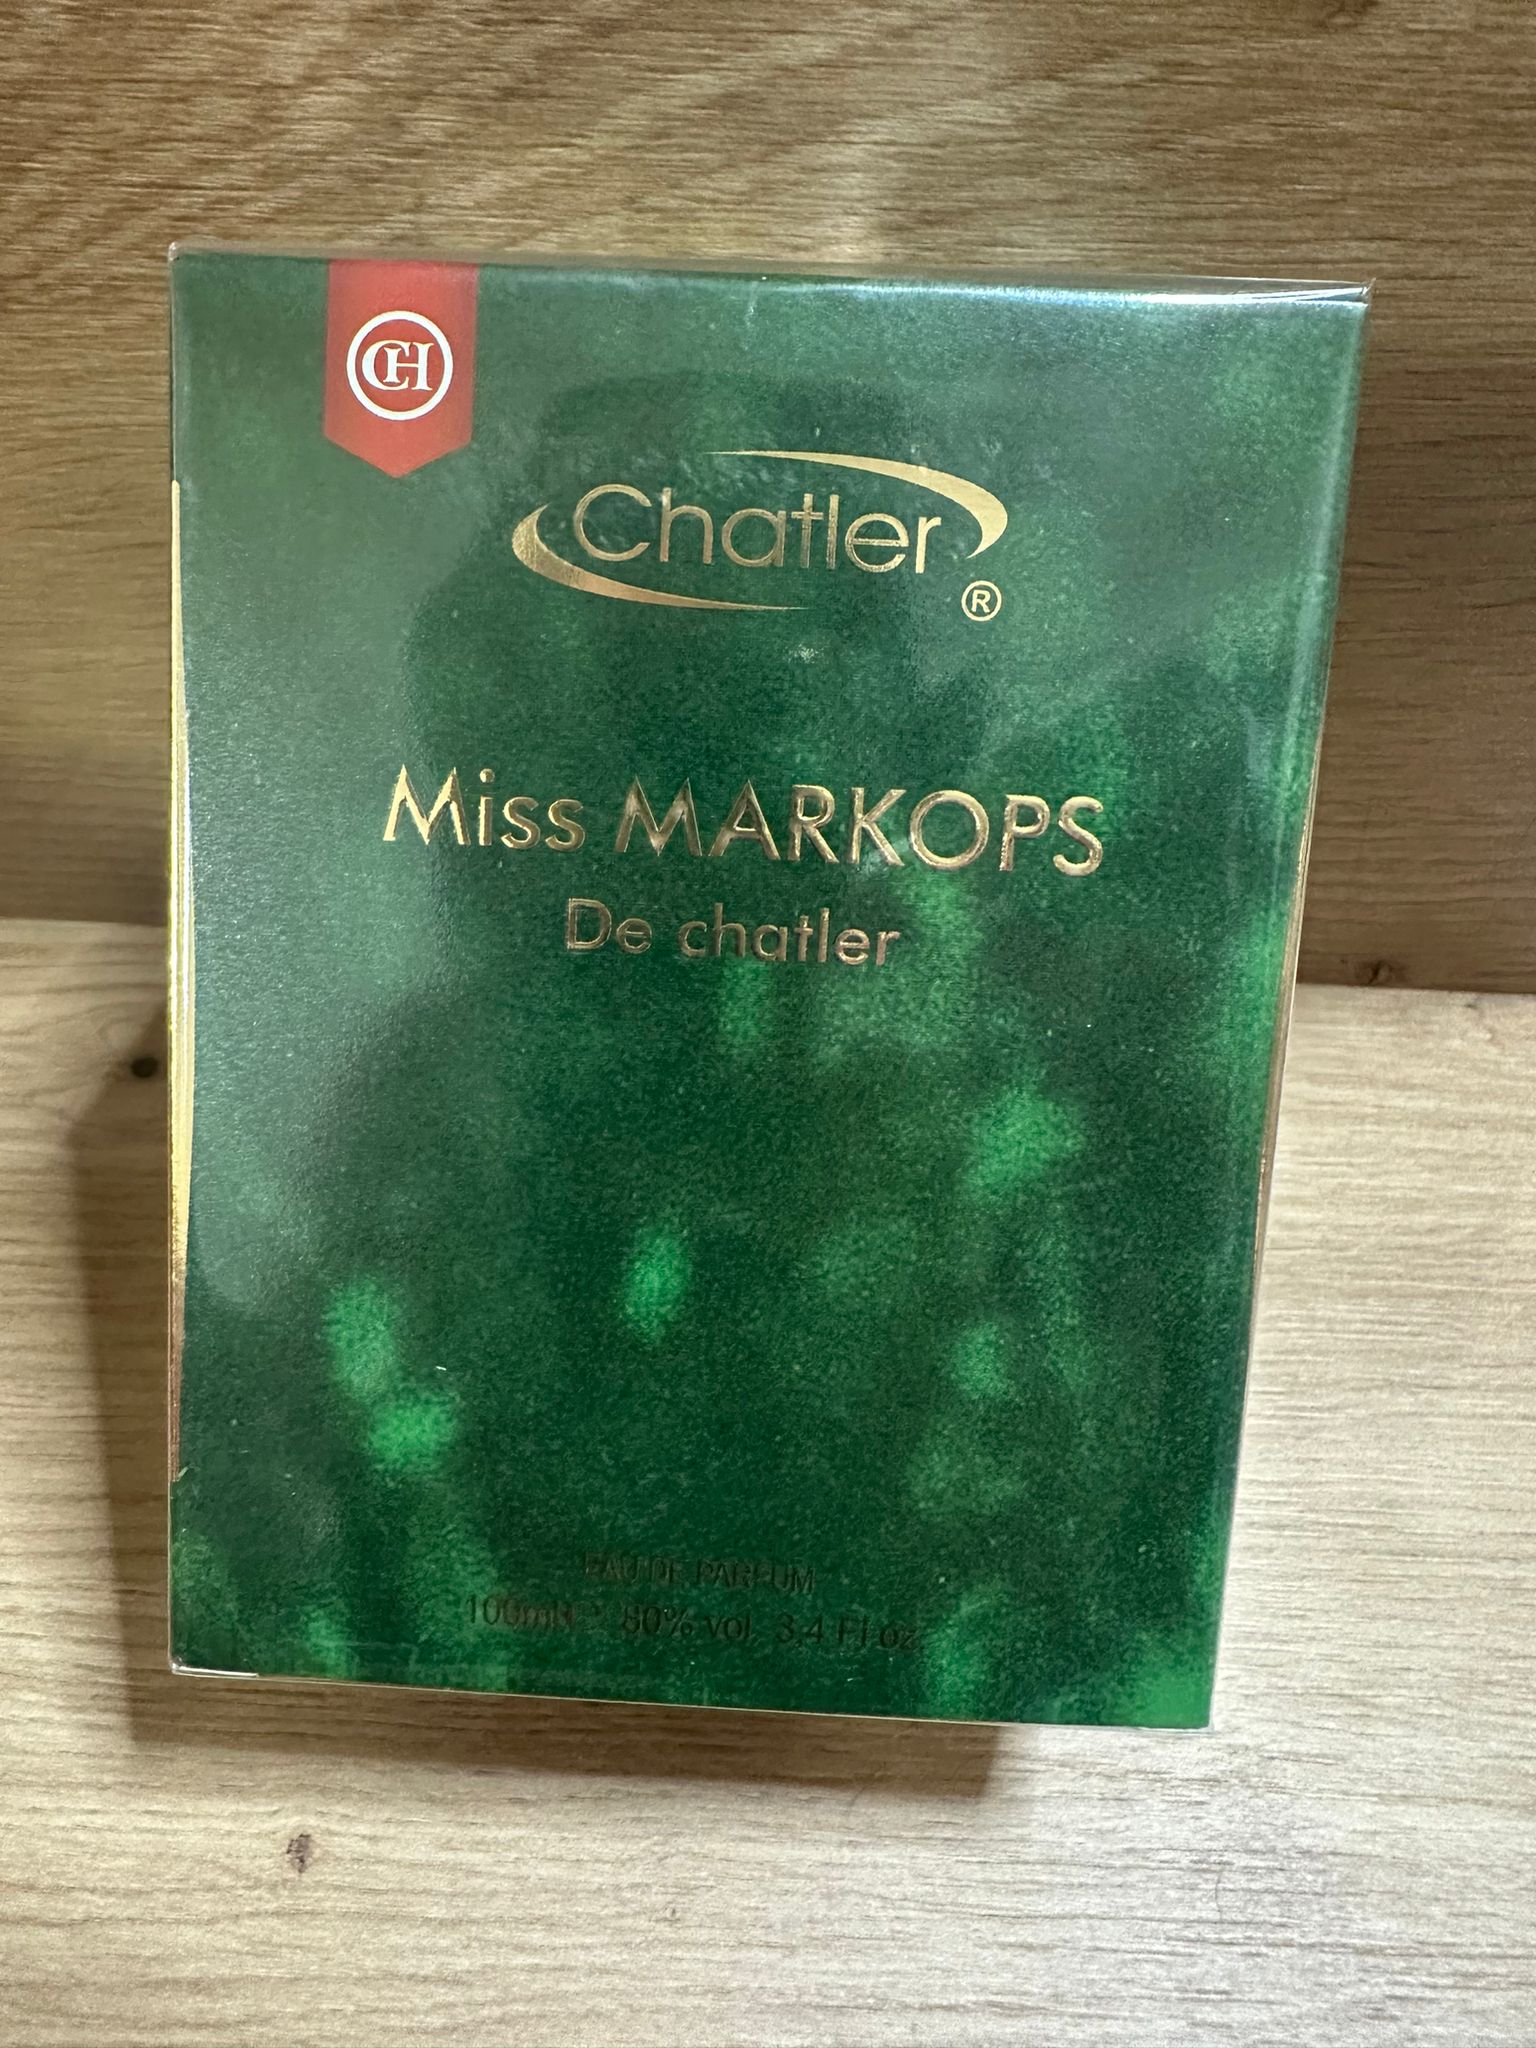 CH
Chatler
®
Miss MARKOPS
De chatler
EAU DE PARFUM
100ml 80% vol. 3,4 Fl oz